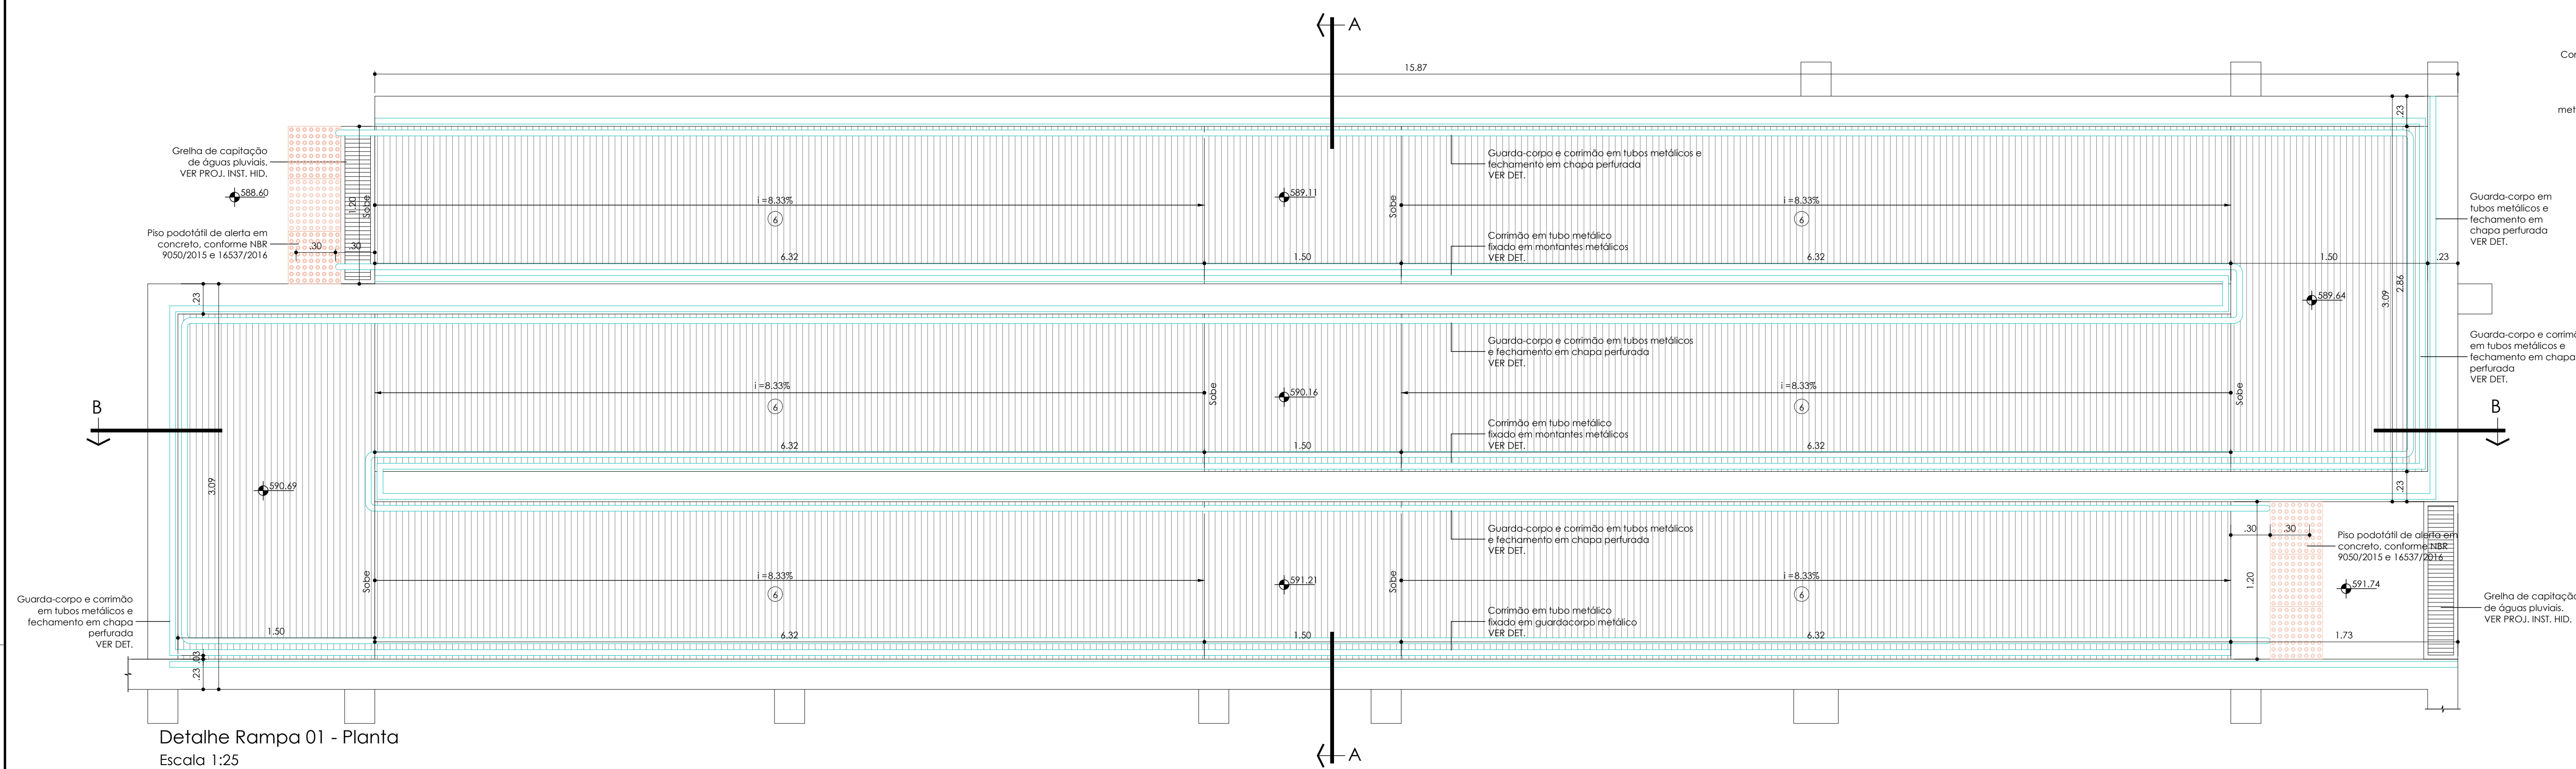 A
15.87
Cor
met
.23
Grelha de capitação
de águas pluviais.
VER PROJ. INST. HID.
588.60
1.20
Sobe
i =8.33%
6
589.11
Sobe
i =8.33%
6
Guarda-corpo e corrimão em tubos metálicos e
fechamento em chapa perfurada
VER DET.
Guarda-corpo em
tubos metálicos e
fechamento em
chapa perfurada
VER DET.
Piso podotátil de alerta em
concreto, conforme NBR
9050/2015 e 16537/2016
.30
.30
6.32
1.50
Corrimão em tubo metálico
fixado em montantes metálicos
VER DET.
6.32
1.50
.23
2.86
3.09
589.64
.23
Guarda-corpo e corrimão em tubos metálicos
e fechamento em chapa perfurada
VER DET.
Guarda-corpo e corrimã
em tubos metálicos e
fechamento em chapa
perfurada
VER DET.
i =8.33%
6
Sobe
590.16
i =8.33%
6
Sobe
B
B
Corrimão em tubo metálico
fixado em montantes metálicos
VER DET.
6.32
1.50
6.32
3.09
590.69
.23
Guarda-corpo e corrimão em tubos metálicos
e fechamento em chapa perfurada
VER DET.
.30
.30
Piso podotátil de alerta em
concreto, conforme NBR
9050/2015 e 16537/2016
Sobe
i =8.33%
6
591.21
Sobe
i =8.33%
6
1.20
591.74
Guarda-corpo e corrimão
em tubos metálicos e
fechamento em chapa
perfurada
VER DET.
Grelha de capitação
de águas pluviais.
VER PROJ. INST. HID.
Corrimão em tubo metálico
fixado em guardacorpo metálico
VER DET.
1.50
6.32
1.50
6.32
1.73
.03
.23
Detalhe Rampa 01 - Planta
Escala 1:25
A